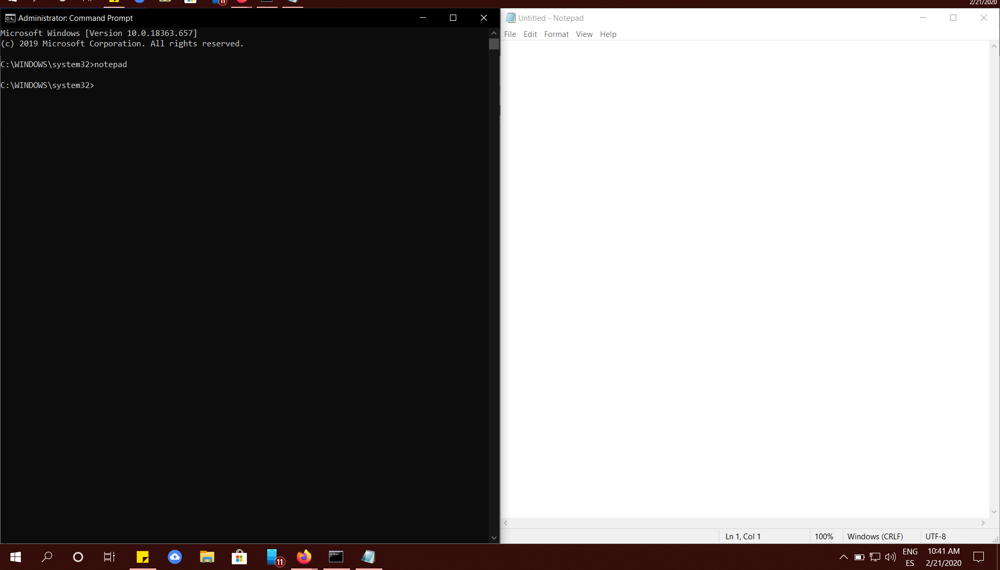 2/21/2020
11
Administrator: Command Prompt
Microsoft Windows [Version 10.0.18363.657]
(c) 2019 Microsoft Corporation. All rights reserved.
C:\WINDOWS\system32>notepad
C:\WINDOWS\system32>
Untitled - Notepad
File Edit Format View Help
Ln 1, Col 1 100% Windows (CRLF) UTF-8
11
ENG
ES
10:41 AM
2/21/2020